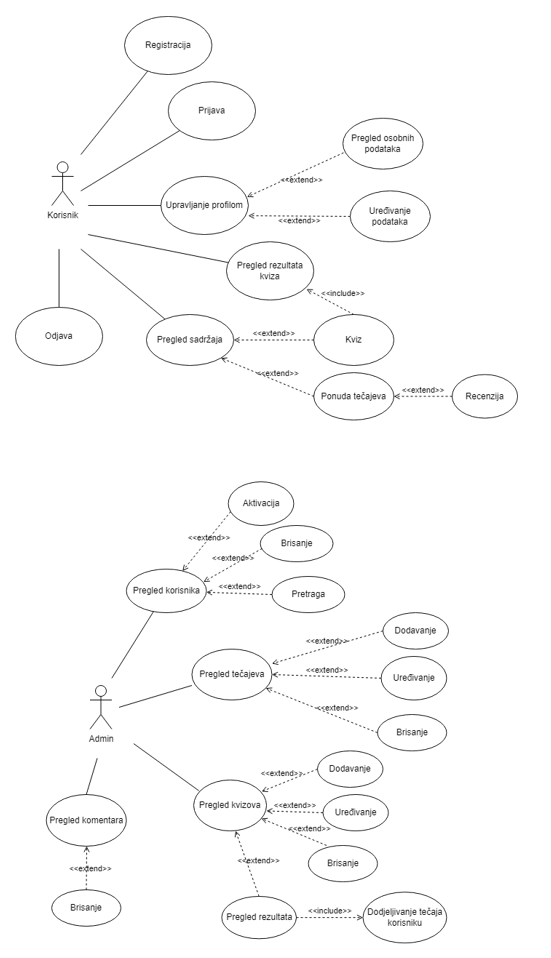 Registracija
Prijava
Pregled osobnih
podataka
<<extend>>
Korisnik
Upravljanje profilom
Uređivanje
podataka
<<extend>>
Pregled rezultata
kviza
<<include>>
Odjava
Pregled sadržaja
<<extend>>
Kviz
<<extend>>
Ponuda tečajeva
<<extend>>
Recenzija
Aktivacija
<<extend>>
Brisanje
<<extend>>
Pregled korisnika
<<extend>>
Pretraga
Dodavanje
<<extend>>
Pregled tečajeva
<<extend>>
Uređivanje
<<extend>>
Brisanje
Admin
Dodavanje
<<extend>>
Pregled kvizova
<<extend>>
Uređivanje
<<extend>>
Brisanje
Pregled komentara
<<extend>>
Brisanje
<<extend>>
Pregled rezultata
<<include>>
Dodjeljivanje tečaja
korisniku